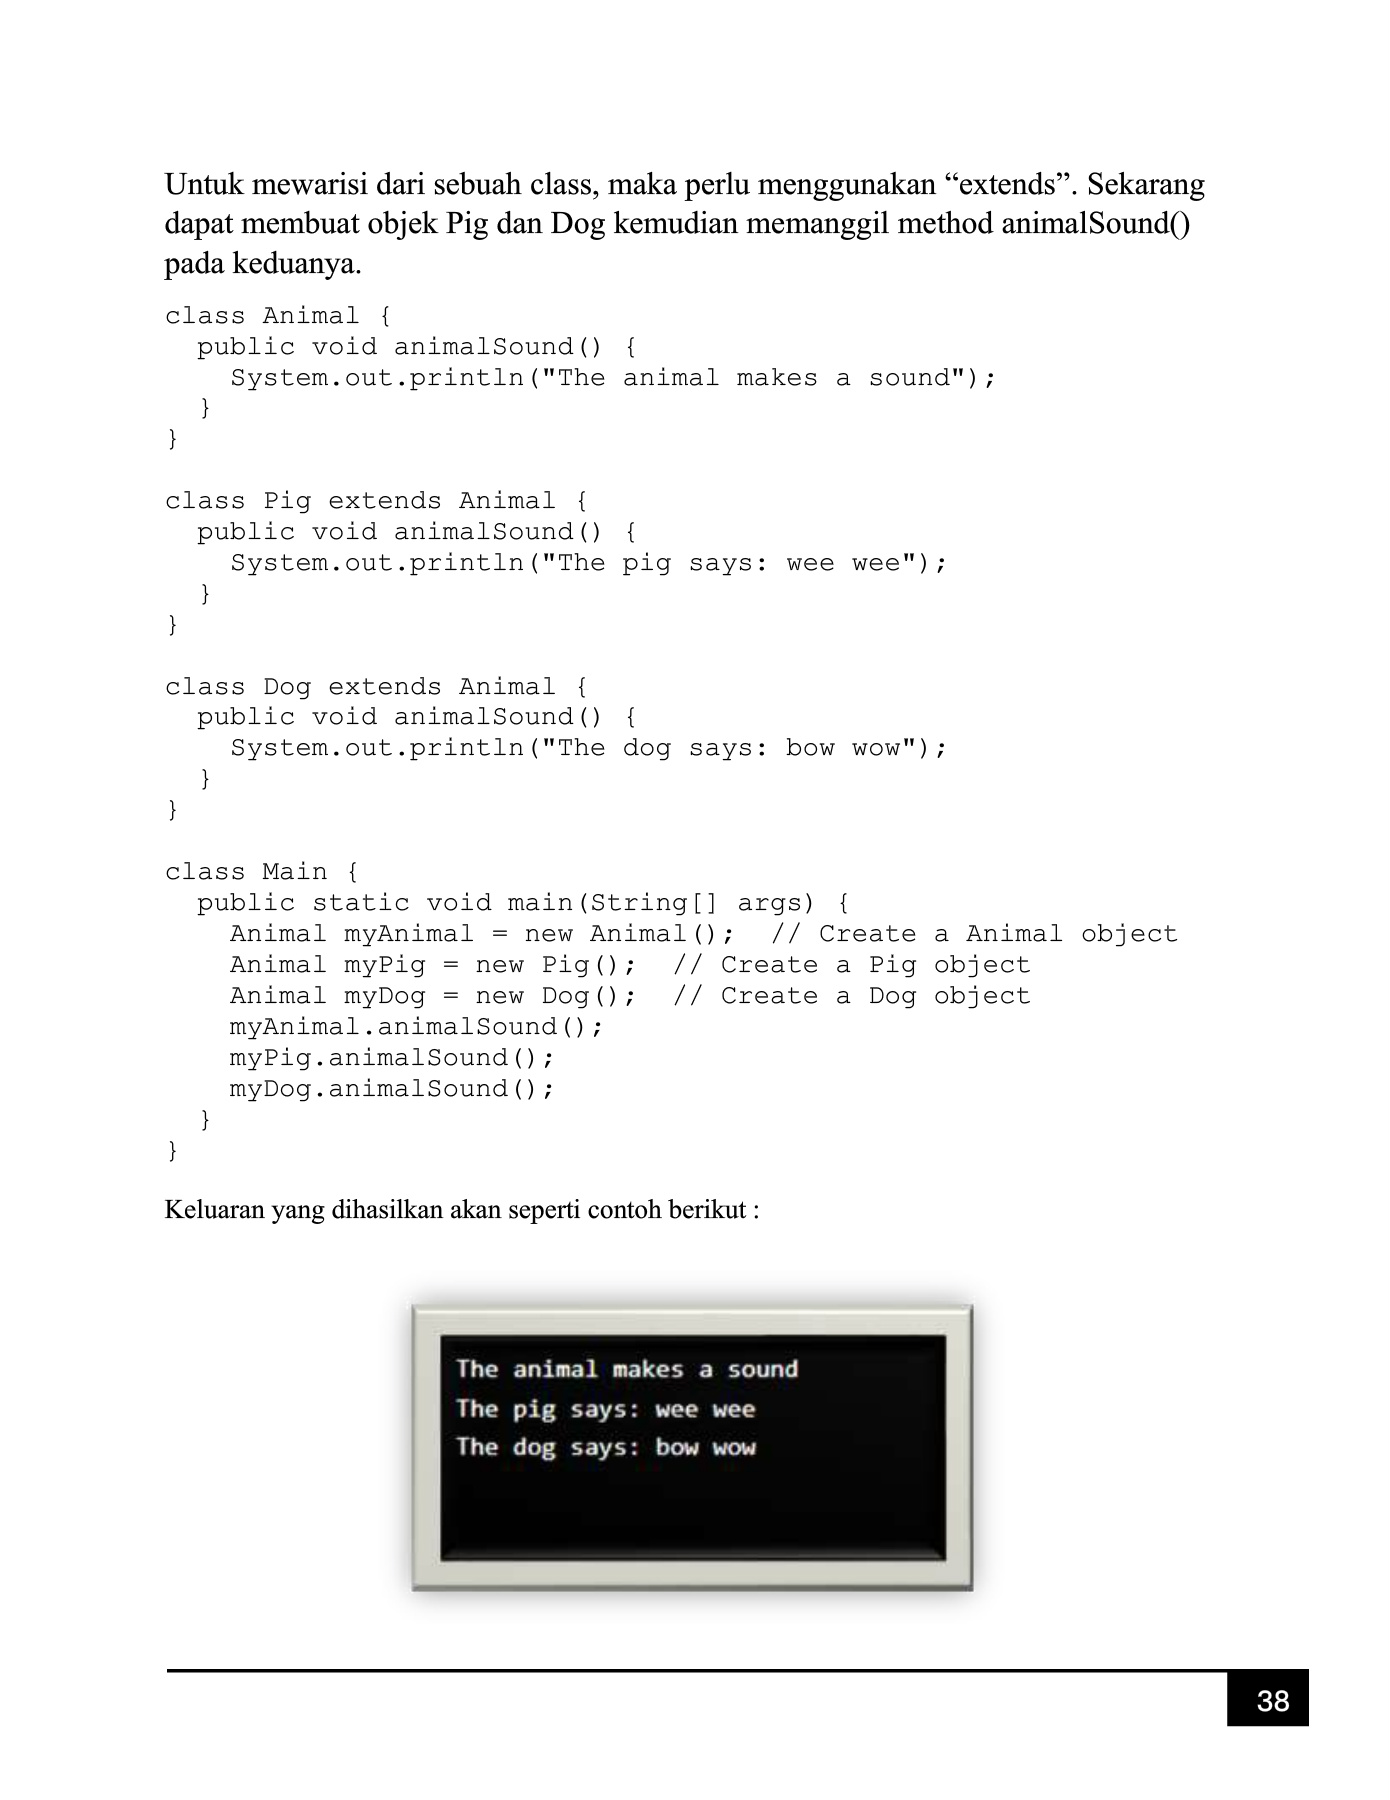 Untuk mewarisi dari sebuah class, maka perlu menggunakan “extends”. Sekarang
dapat membuat objek Pig dan Dog kemudian memanggil method animalSound()
pada keduanya.
class Animal {
  public void animalSound() {
    System.out.println("The animal makes a sound");
  }
}

class Pig extends Animal {
  public void animalSound() {
    System.out.println("The pig says: wee wee");
  }
}

class Dog extends Animal {
  public void animalSound() {
    System.out.println("The dog says: bow wow");
  }
}

class Main {
  public static void main(String[] args) {
    Animal myAnimal = new Animal();  // Create a Animal object
    Animal myPig = new Pig();  // Create a Pig object
    Animal myDog = new Dog();  // Create a Dog object
    myAnimal.animalSound();
    myPig.animalSound();
    myDog.animalSound();
  }
}
Keluaran yang dihasilkan akan seperti contoh berikut :
The animal makes a sound
The pig says: wee wee
The dog says: bow wow
38